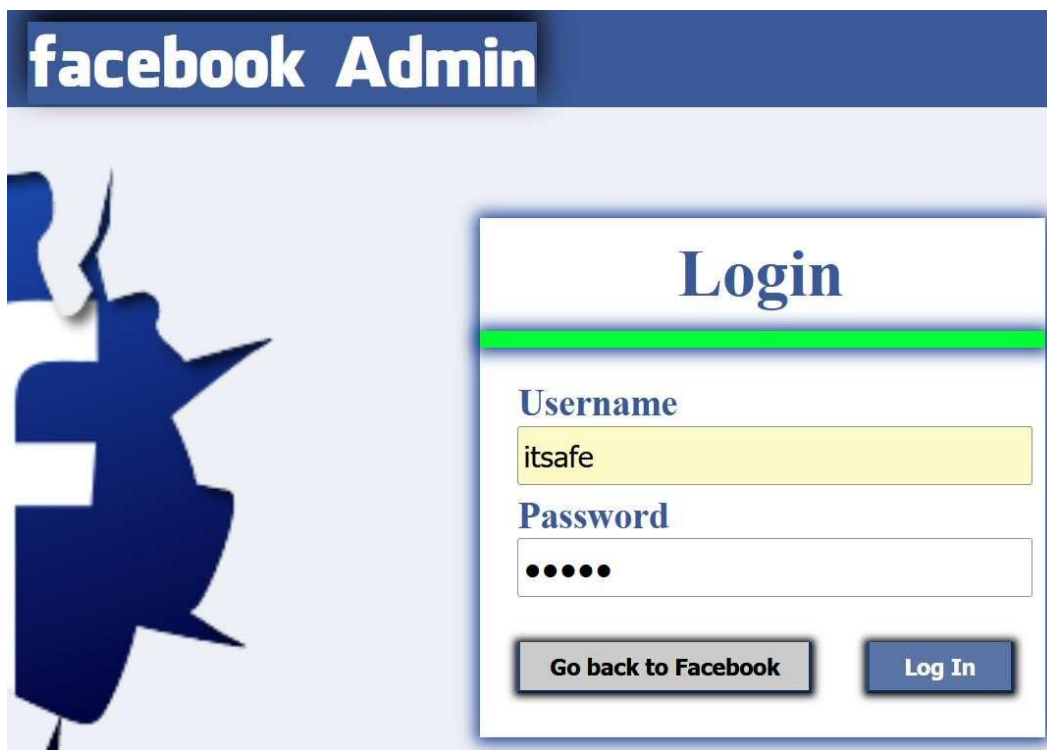 facebook Admin
Login
Username
itsafe
Password
•••••
Go back to Facebook
Log In